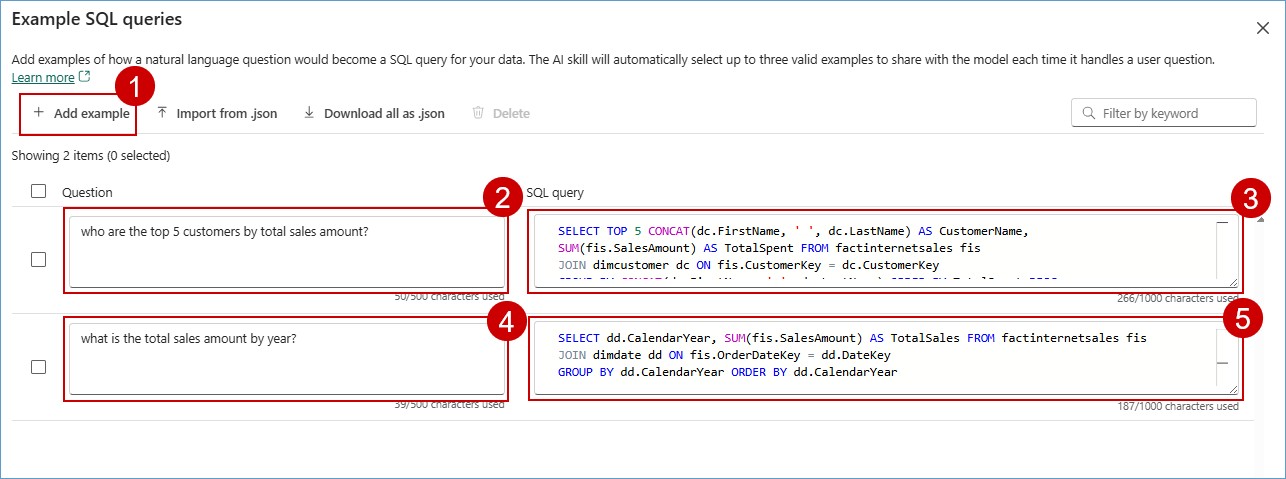 Example SQL queries
Add examples of how a natural language question would become a SQL query for your data. The AI skill will automatically select up to three valid examples to share with the model each time it handles a user question.
Learn more
1
Add example Import from .json Download all as .json Delete Filter by keyword
Showing 2 items (0 selected)
Question 2 SQL query 3
who are the top 5 customers by total sales amount?
SELECT TOP 5 CONCAT(dc.FirstName, ' ', dc.LastName) AS CustomerName,
SUM(fis.SalesAmount) AS TotalSpent FROM factinternetsales fis
JOIN dimcustomer dc ON fis.CustomerKey = dc.CustomerKey
50/500 characters used 266/1000 characters used
4 5
what is the total sales amount by year?
SELECT dd.CalendarYear, SUM(fis.SalesAmount) AS TotalSales FROM factinternetsales fis
JOIN dimdate dd ON fis.OrderDateKey = dd.DateKey
GROUP BY dd.CalendarYear ORDER BY dd.CalendarYear
39/500 characters used 187/1000 characters used